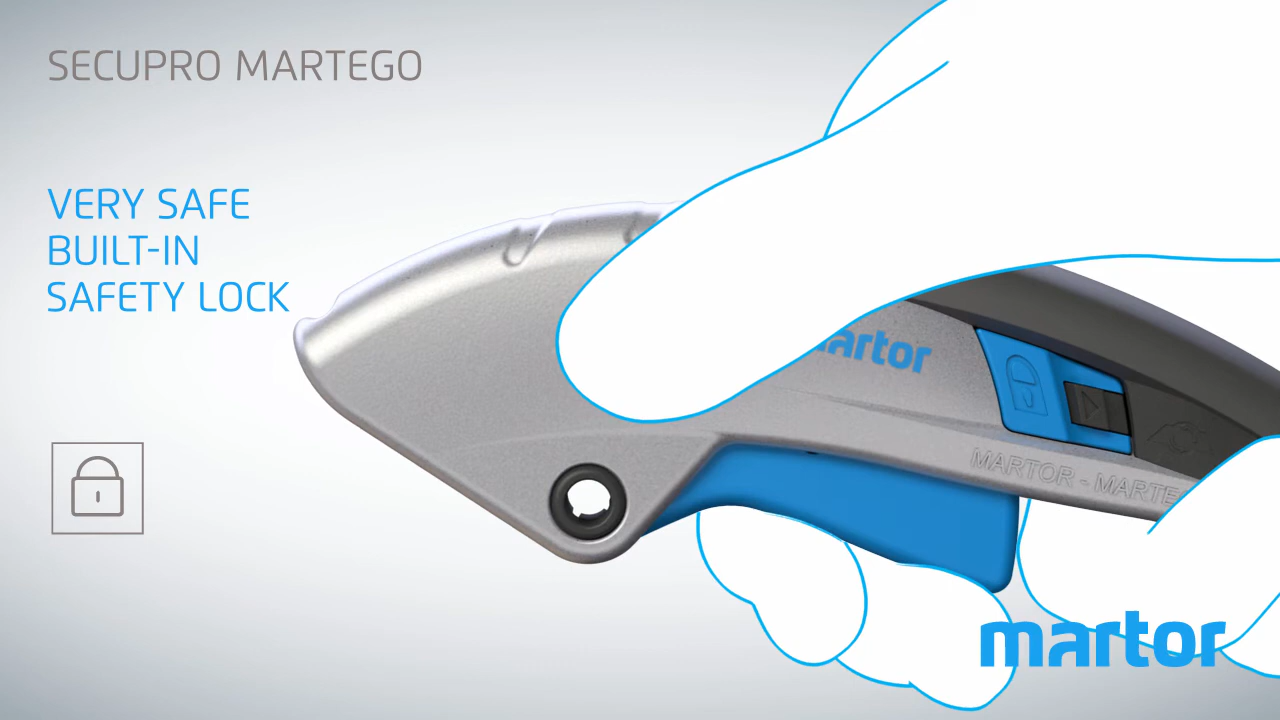 SECUPRO MARTEGO
VERY SAFE
BUILT-IN
SAFETY LOCK
martor
MARTOR - MARTE
martor